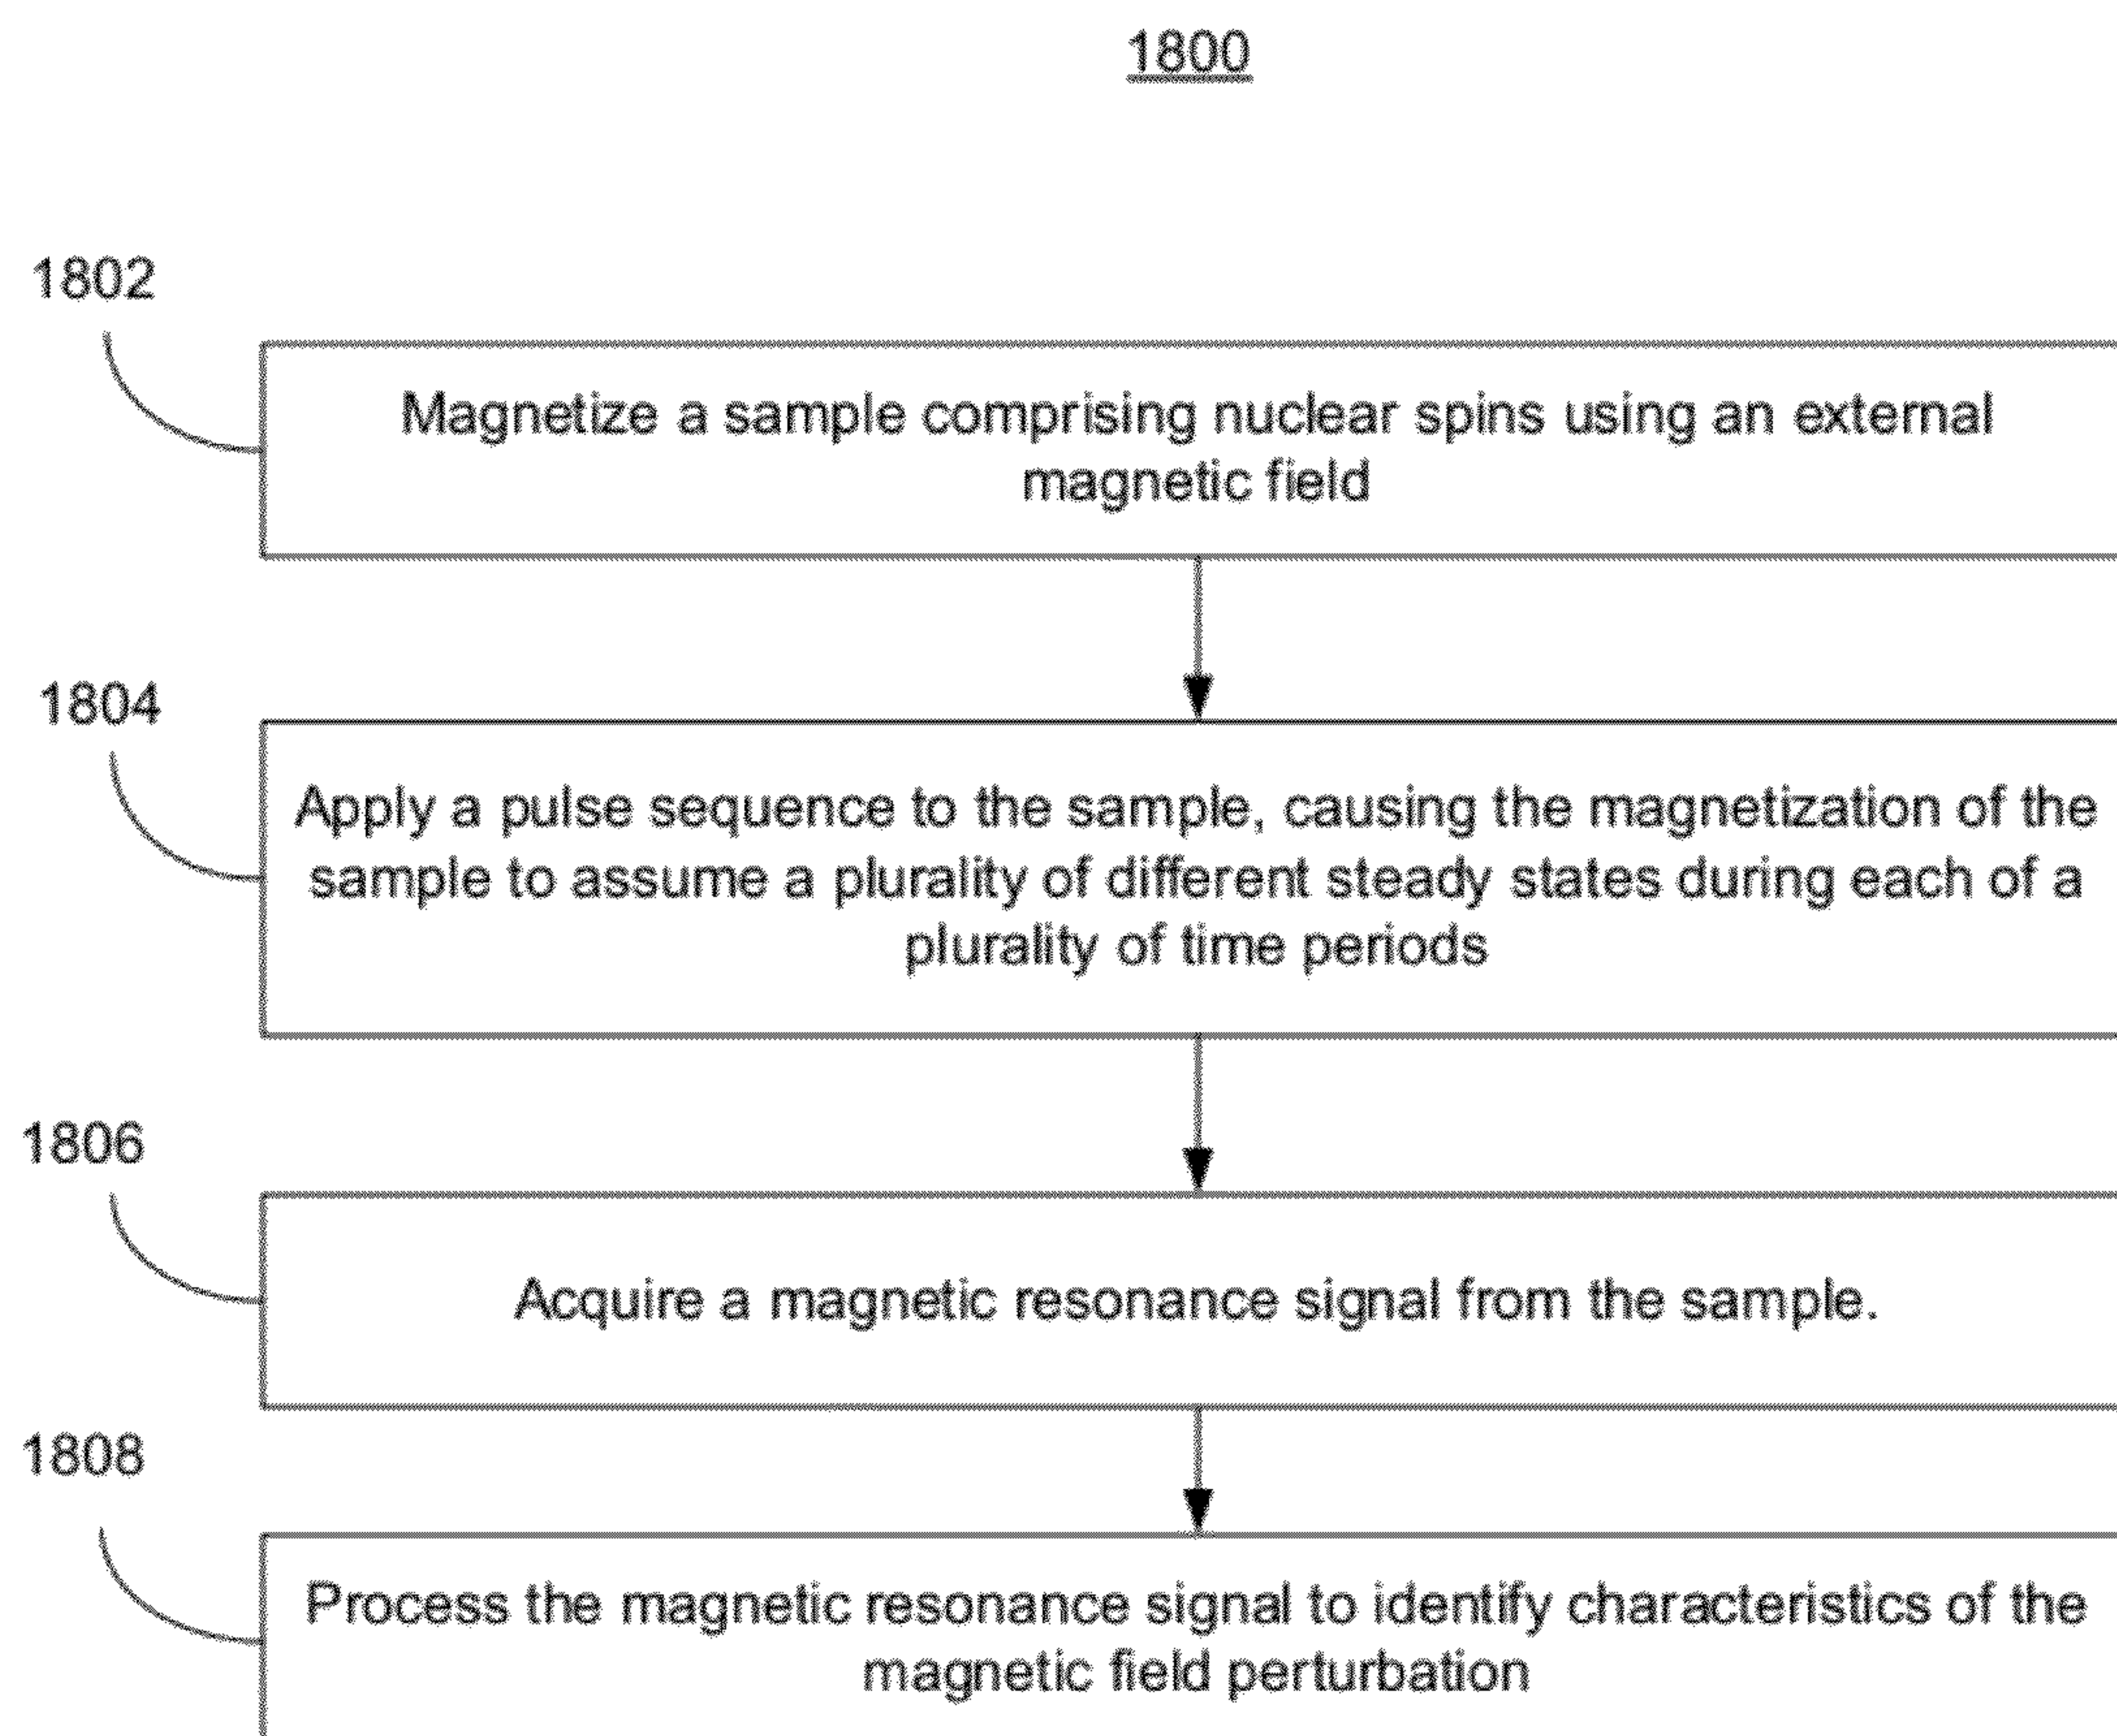 1800
1802
Magnetize a sample comprising nuclear spins using an external
magnetic field
1804
Apply a pulse sequence to the sample, causing the magnetization of the
sample to assume a plurality of different steady states during each of a
plurality of time periods
1806
Acquire a magnetic resonance signal from the sample.
1808
Process the magnetic resonance signal to identify characteristics of the
magnetic field perturbation